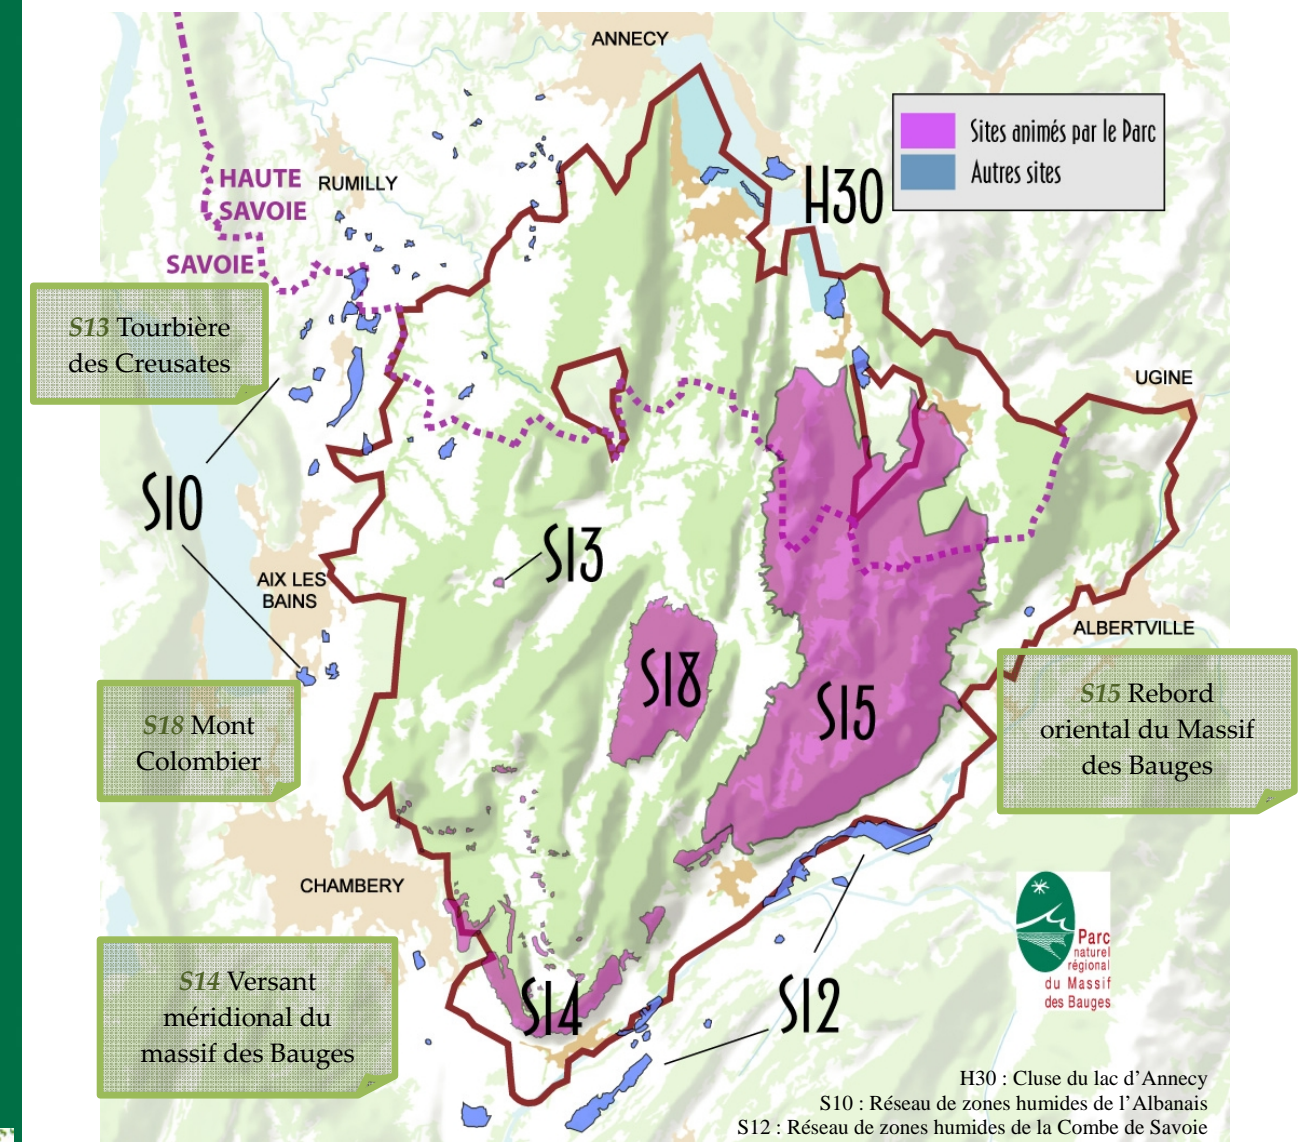 ANNECY
Sites animés par le Parc
Autres sites
HAUTE
SAVOIE
RUMILLY
H30
SAVOIE
S13 Tourbière
des Creusates
UGINE
S10
S13
AIX LES
BAINS
ALBERTVILLE
S18
S15
S15 Rebord
oriental du Massif
des Bauges
S18 Mont
Colombier
CHAMBERY
Parc
naturel
régional
du Massif
des Bauges
S14 Versant
méridional du
massif des Bauges
S14
S12
H30 : Cluse du lac d'Annecy
S10 : Réseau de zones humides de l'Albanais
S12 : Réseau de zones humides de la Combe de Savoie